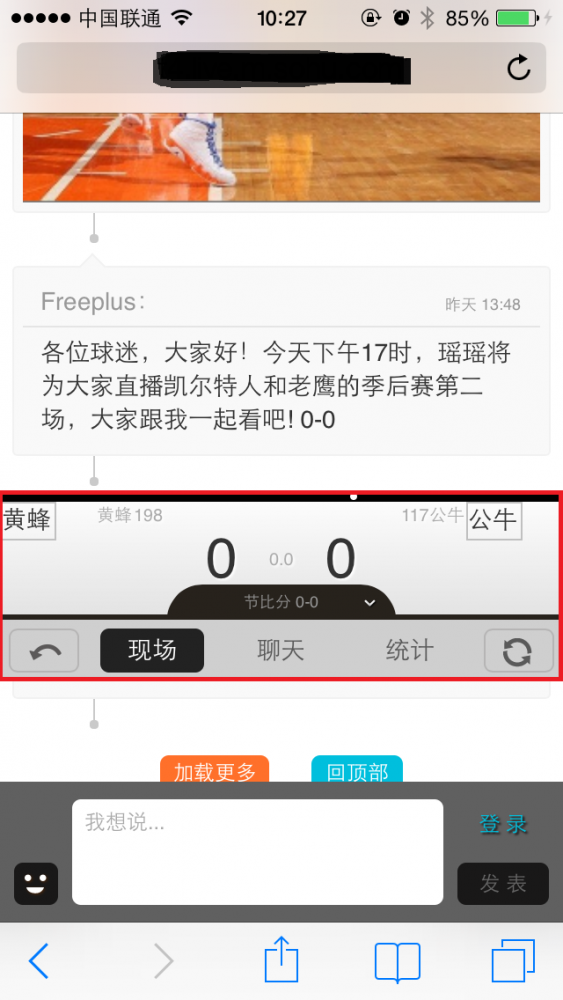 中国联通 10:27 85%
Freeplus: 昨天 13:48
各位球迷，大家好！今天下午17时，瑶瑶将
为大家直播凯尔特人和老鹰的季后赛第二
场，大家跟我一起看吧! 0-0
黄蜂 黄蜂198 117公牛 公牛
0 0.0 0
节比分 0-0
现场 聊天 统计
加载更多 回顶部
我想说... 登录
发表